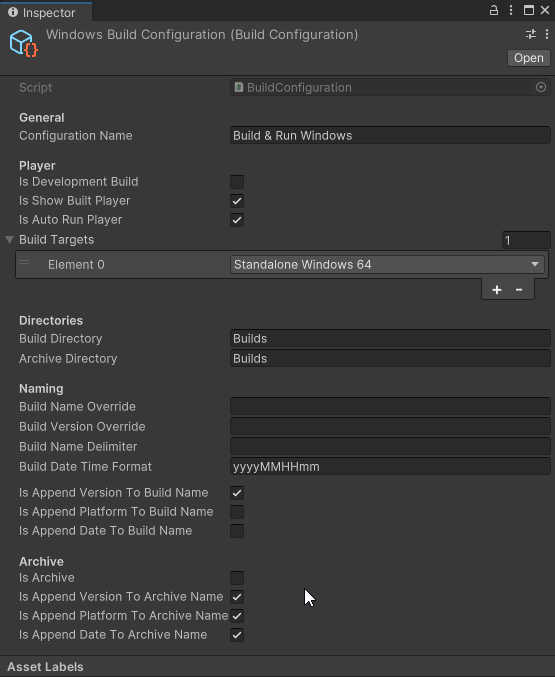 Inspector
Windows Build Configuration (Build Configuration)
Open
Script BuildConfiguration
General
Configuration Name Build & Run Windows
Player
Is Development Build
Is Show Built Player
Is Auto Run Player
Build Targets 1
Element 0 Standalone Windows 64
+ -
Directories
Build Directory Builds
Archive Directory Builds
Naming
Build Name Override
Build Version Override
Build Name Delimiter
Build Date Time Format yyyyMMHHmm
Is Append Version To Build Name
Is Append Platform To Build Name
Is Append Date To Build Name
Archive
Is Archive
Is Append Version To Archive Name
Is Append Platform To Archive Name
Is Append Date To Archive Name
Asset Labels